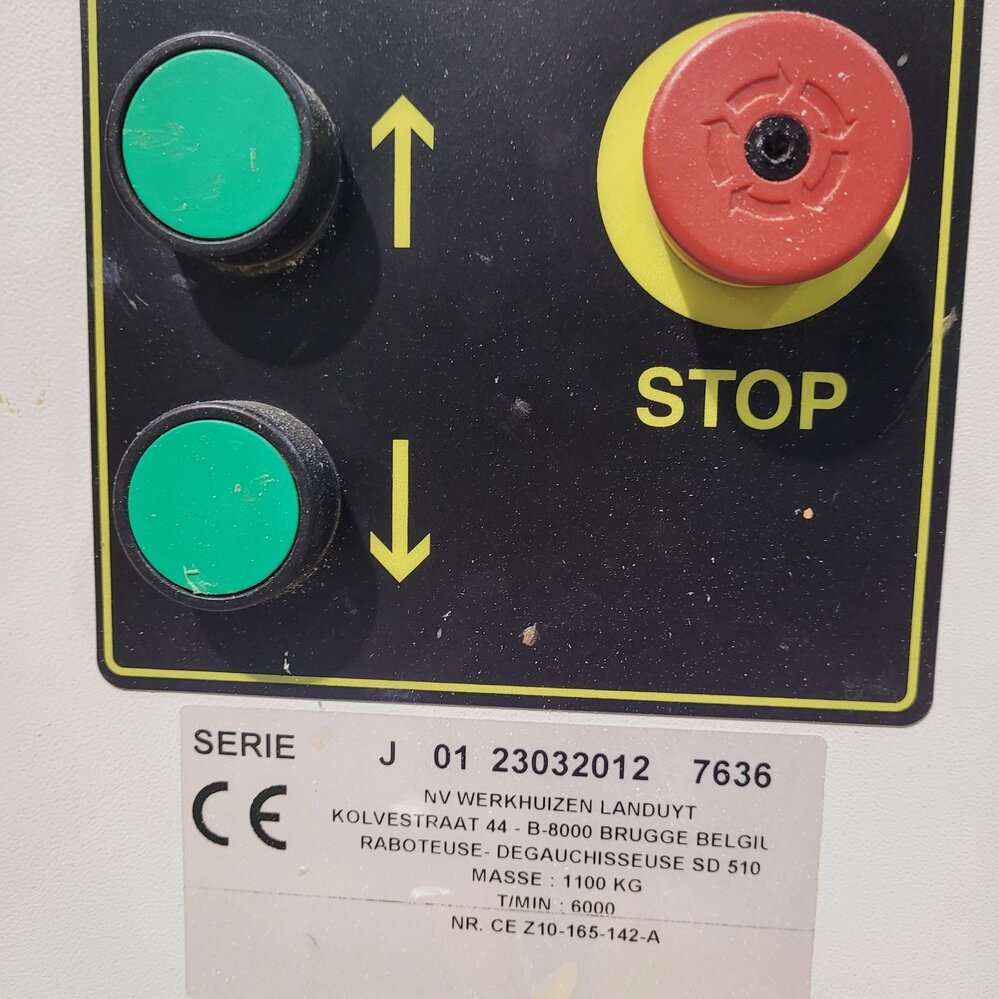 STOP
SERIE J 01 23032012 7636
CE
NV WERKHUIZEN LANDUYT
KOLVESTRAAT 44 - B-8000 BRUGGE BELGIL
RABOTEUSE- DEGAUCHISSEUSE SD 510
MASSE : 1100 KG
T/MIN : 6000
NR. CE Z10-165-142-A